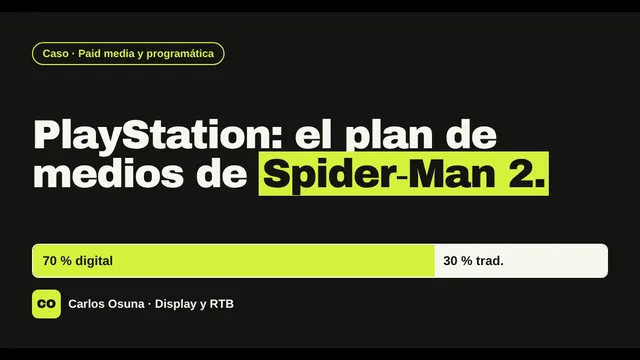 Caso · Paid media y programática
PlayStation: el plan de
medios de Spider-Man 2.
70 % digital
30 % trad.
CO
Carlos Osuna · Display y RTB